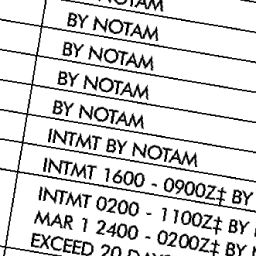 NOTAM
BY NOTAM
BY NOTAM
BY NOTAM
BY NOTAM
INTMT BY NOTAM
INTMT 1600 - 0900Z‡ BY
INTMT 0200 - 1100Z‡ BY
MAR 1 2400 - 0200Z‡ BY
EXCEED 20